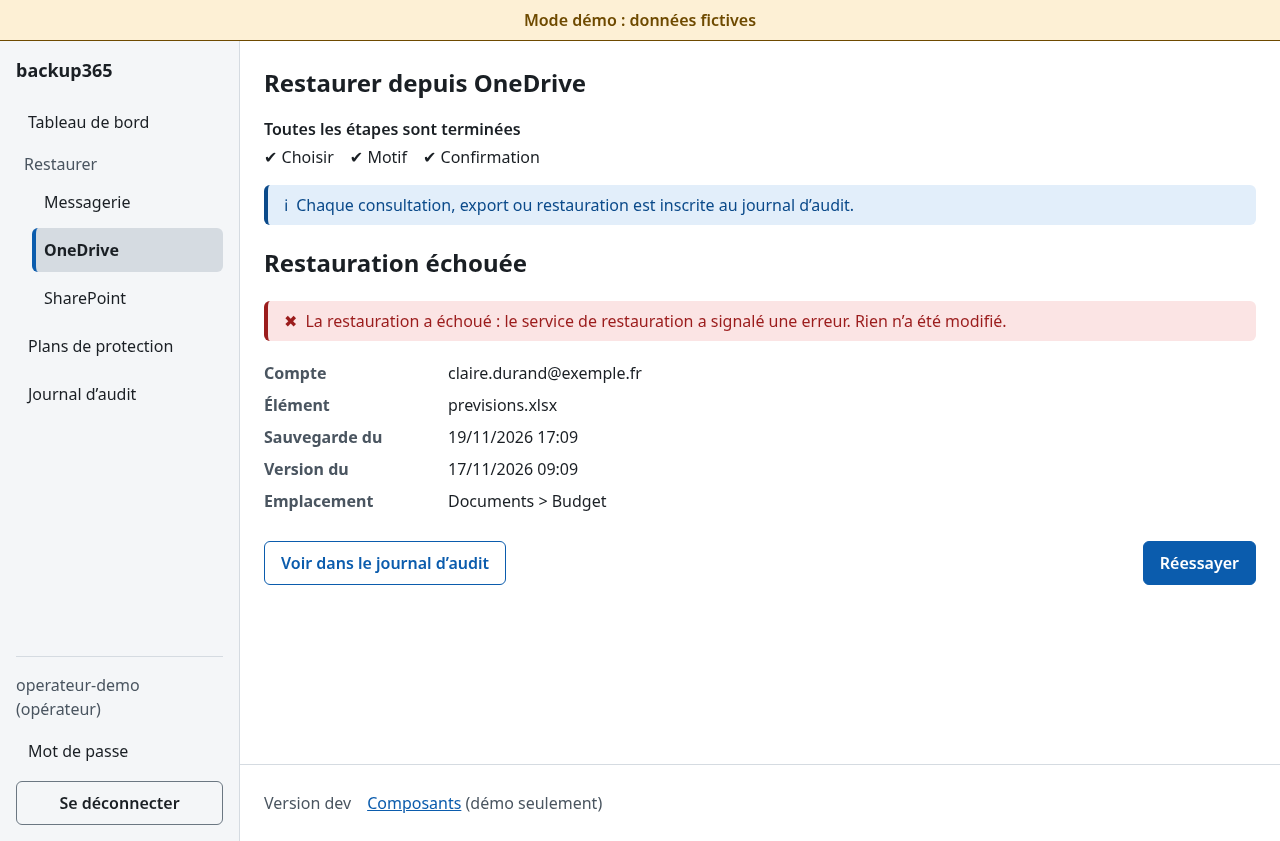 Mode démo : données fictives
backup365
Tableau de bord
Restaurer
Messagerie
OneDrive
SharePoint
Plans de protection
Journal d’audit
operateur-demo
(opérateur)
Mot de passe
Se déconnecter
Restaurer depuis OneDrive
Toutes les étapes sont terminées
✔ Choisir ✔ Motif ✔ Confirmation
i Chaque consultation, export ou restauration est inscrite au journal d’audit.
Restauration échouée
✖ La restauration a échoué : le service de restauration a signalé une erreur. Rien n’a été modifié.
Compte claire.durand@exemple.fr
Élément previsions.xlsx
Sauvegarde du 19/11/2026 17:09
Version du 17/11/2026 09:09
Emplacement Documents > Budget
Voir dans le journal d’audit Réessayer
Version dev Composants (démo seulement)